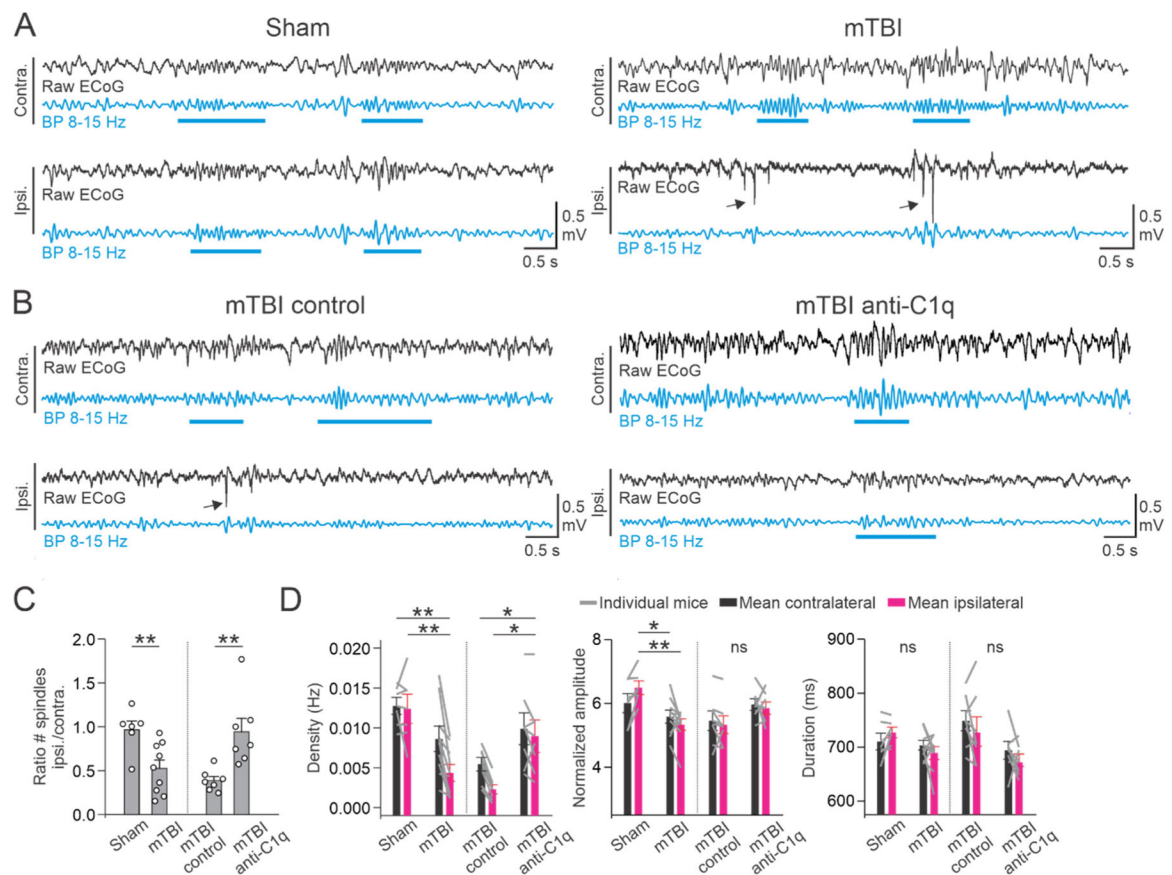 A
Sham
mTBI
Contra.
Raw ECoG
BP 8-15 Hz
Raw ECoG
BP 8-15 Hz
Ipsi.
Raw ECoG
BP 8-15 Hz
0.5
mV
0.5 s
Ipsi.
Raw ECoG
BP 8-15 Hz
0.5
mV
0.5 s
Contra.
B
mTBI control
mTBI anti-C1q
Contra.
Raw ECoG
BP 8-15 Hz
Contra.
Raw ECoG
BP 8-15 Hz
Ipsi.
Raw ECoG
BP 8-15 Hz
0.5
mV
0.5 s
Ipsi.
Raw ECoG
BP 8-15 Hz
0.5
mV
0.5 s
C
Ratio # spindles
ipsi./contra.
2.0
1.5
1.0
0.5
0.0
** **
Sham
mTBI
mTBI
control
mTBI
anti-C1q
D
Individual mice Mean contralateral Mean ipsilateral
Density (Hz)
0.020
0.015
0.010
0.005
0.000
** *
** *
Sham
mTBI
mTBI
control
mTBI
anti-C1q
Normalized amplitude
8
6
4
*
**
ns
Sham
mTBI
mTBI
control
mTBI
anti-C1q
Duration (ms)
900
800
700
600
ns ns
Sham
mTBI
mTBI
control
mTBI
anti-C1q